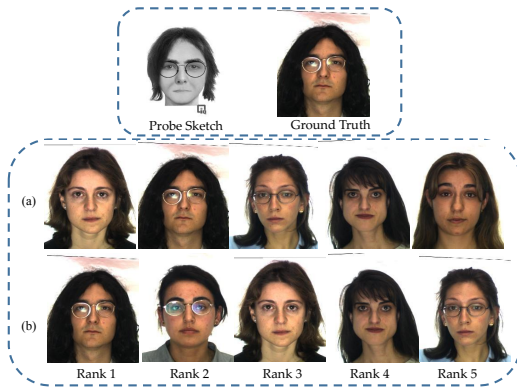 Probe Sketch
Ground Truth
(a)
(b)
Rank 1
Rank 2
Rank 3
Rank 4
Rank 5